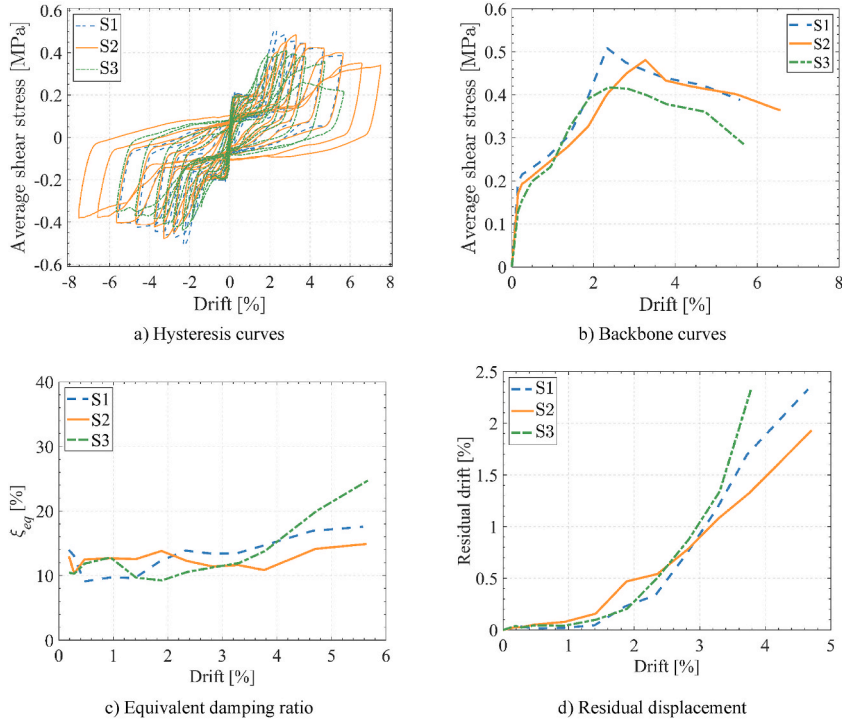 Average shear stress [MPa]
0.6
0.4
0.2
0
-0.2
-0.4
-0.6
S1
S2
S3
-8 -6 -4 -2 0 2 4 6 8
Drift [%]
a) Hysteresis curves
Average shear stress [MPa]
0.6
0.5
0.4
0.3
0.2
0.1
0
S1
S2
S3
0 2 4 6 8
Drift [%]
b) Backbone curves
ξeq [%]
40
30
20
10
0
S1
S2
S3
0 1 2 3 4 5 6
Drift [%]
c) Equivalent damping ratio
Residual drift [%]
2.5
2
1.5
1
0.5
0
S1
S2
S3
0 1 2 3 4 5
Drift [%]
d) Residual displacement